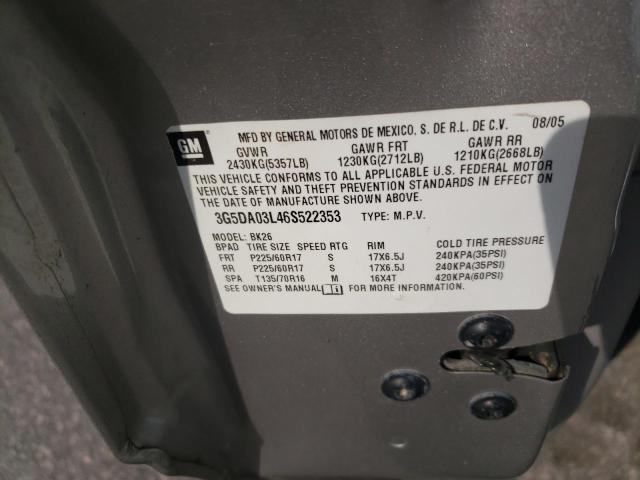 GM
MFD BY GENERAL MOTORS DE MEXICO, S. DE R.L. DE C.V. 08/05
GVWR GAWR FRT GAWR RR
2430KG(5357LB) 1230KG(2712LB) 1210KG(2668LB)
THIS VEHICLE CONFORMS TO ALL APPLICABLE U.S. FEDERAL MOTOR
VEHICLE SAFETY AND THEFT PREVENTION STANDARDS IN EFFECT ON
THE DATE OF MANUFACTURE SHOWN ABOVE.
3G5DA03L46S522353 TYPE: M.P.V.
MODEL: BK26
BPAD TIRE SIZE SPEED RTG RIM COLD TIRE PRESSURE
FRT P225/60R17 S 17X6.5J 240KPA(35PSI)
RR P225/60R17 S 17X6.5J 240KPA(35PSI)
SPA T135/70R16 M 16X4T 420KPA(60PSI)
SEE OWNER'S MANUAL FOR MORE INFORMATION.